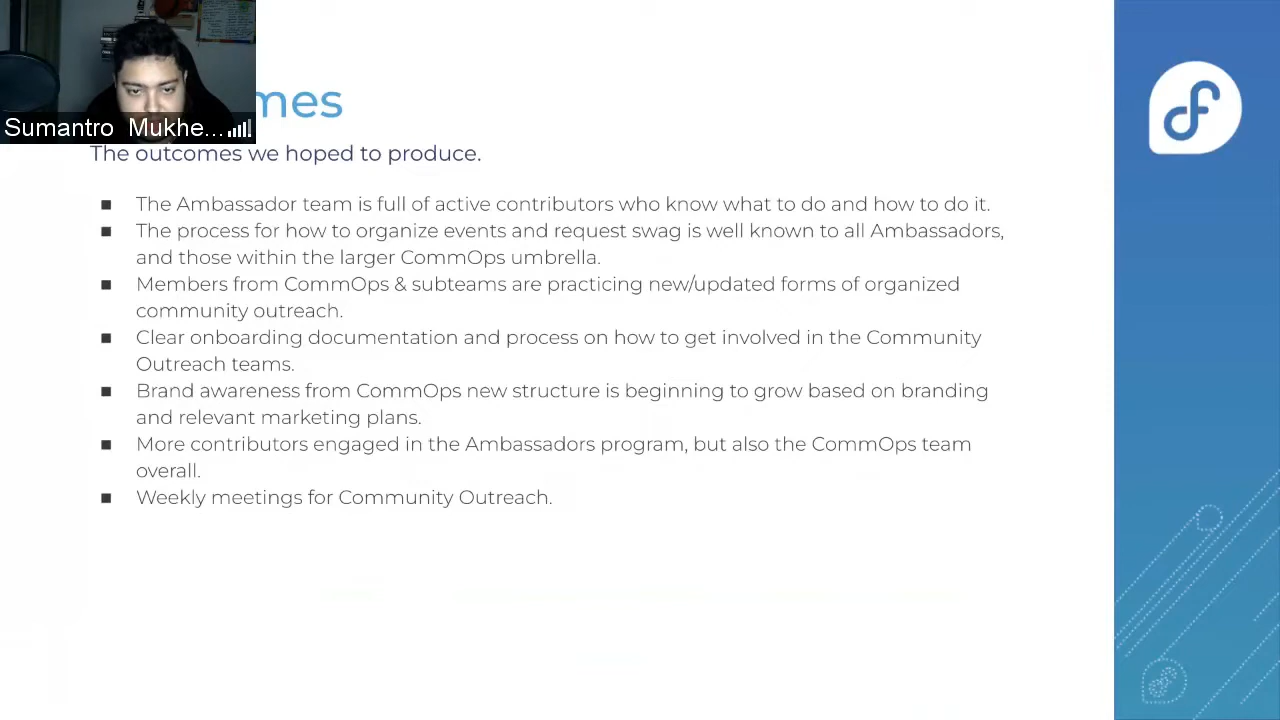 Sumantro Mukhe...
mes
The outcomes we hoped to produce.
■ The Ambassador team is full of active contributors who know what to do and how to do it.
■ The process for how to organize events and request swag is well known to all Ambassadors,
and those within the larger CommOps umbrella.
■ Members from CommOps & subteams are practicing new/updated forms of organized
community outreach.
■ Clear onboarding documentation and process on how to get involved in the Community
Outreach teams.
■ Brand awareness from CommOps new structure is beginning to grow based on branding
and relevant marketing plans.
■ More contributors engaged in the Ambassadors program, but also the CommOps team
overall.
■ Weekly meetings for Community Outreach.